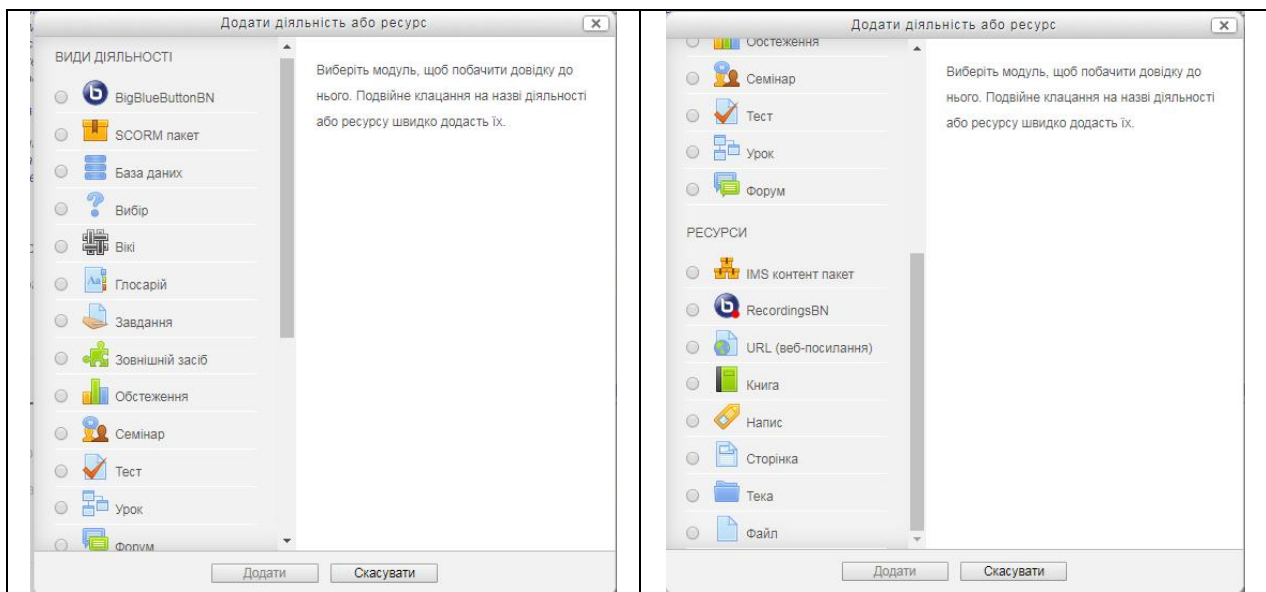 Додати діяльність або ресурс
ВИДИ ДІЯЛЬНОСТІ
BigBlueButtonBN
SCORM пакет
База даних
Вибір
Вікі
Глосарій
Завдання
Зовнішній засіб
Обстеження
Семінар
Тест
Урок
Форум
Виберіть модуль, щоб побачити довідку до
нього. Подвійне клацання на назві діяльності
або ресурсу швидко додасть їх.
Додати
Скасувати
Додати діяльність або ресурс
Обстеження
Семінар
Тест
Урок
Форум
РЕСУРСИ
IMS контент пакет
RecordingsBN
URL (веб-посилання)
Книга
Напис
Сторінка
Тека
Файл
Виберіть модуль, щоб побачити довідку до
нього. Подвійне клацання на назві діяльності
або ресурсу швидко додасть їх.
Додати
Скасувати